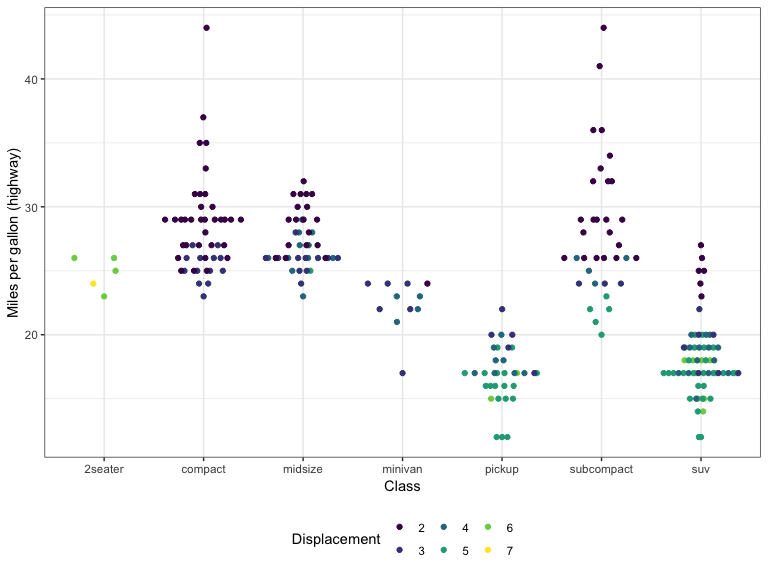 40
30
20
Miles per gallon (highway)
2seater compact midsize minivan pickup subcompact suv
Class
Displacement 2 4 6
3 5 7